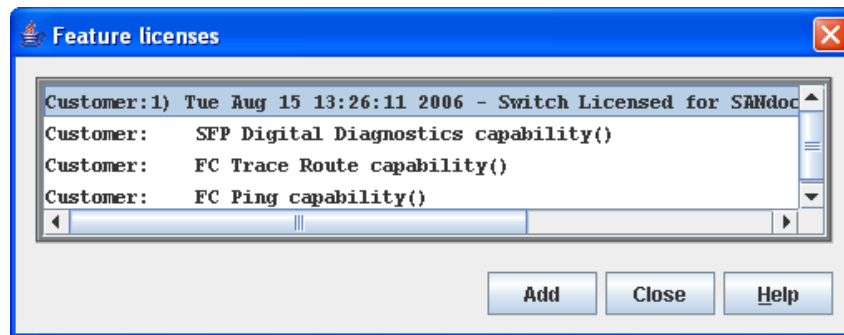 Feature licenses
Customer:1) Tue Aug 15 13:26:11 2006 - Switch Licensed for SANdoc
Customer: SFP Digital Diagnostics capability()
Customer: FC Trace Route capability()
Customer: FC Ping capability()
Add Close Help